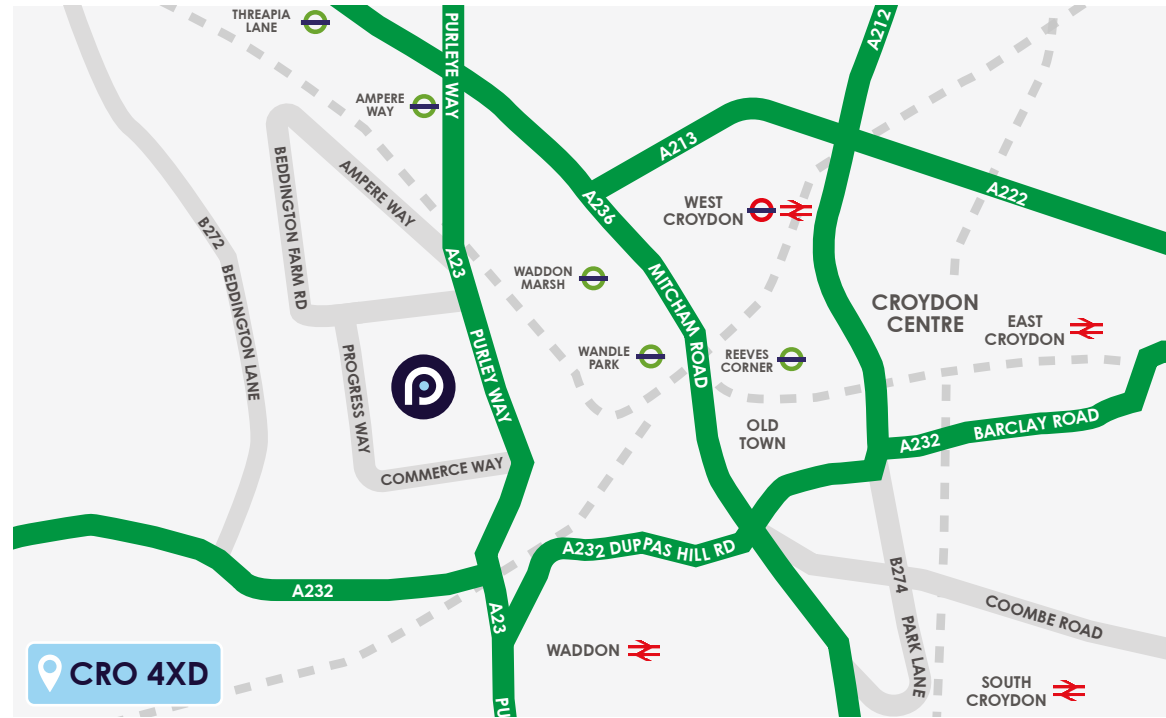 THREAPIA
LANE
PURLEYE WAY
A212
AMPERE
WAY
A213
BEDDINGTON FARM RD
AMPERE WAY
A236
WEST
CROYDON
A222
B272
BEDDINGTON LANE
A23
WADDON
MARSH
MITCHAM ROAD
CROYDON
CENTRE
EAST
CROYDON
PURLEY WAY
PROGRESS WAY
WANDLE
PARK
REEVES
CORNER
OLD
TOWN
A232
BARCLAY ROAD
COMMERCE WAY
A232 DUPPAS HILL RD
B274
PARK LANE
A232
A23
COOMBE ROAD
WADDON
SOUTH
CROYDON
CRO 4XD
PU